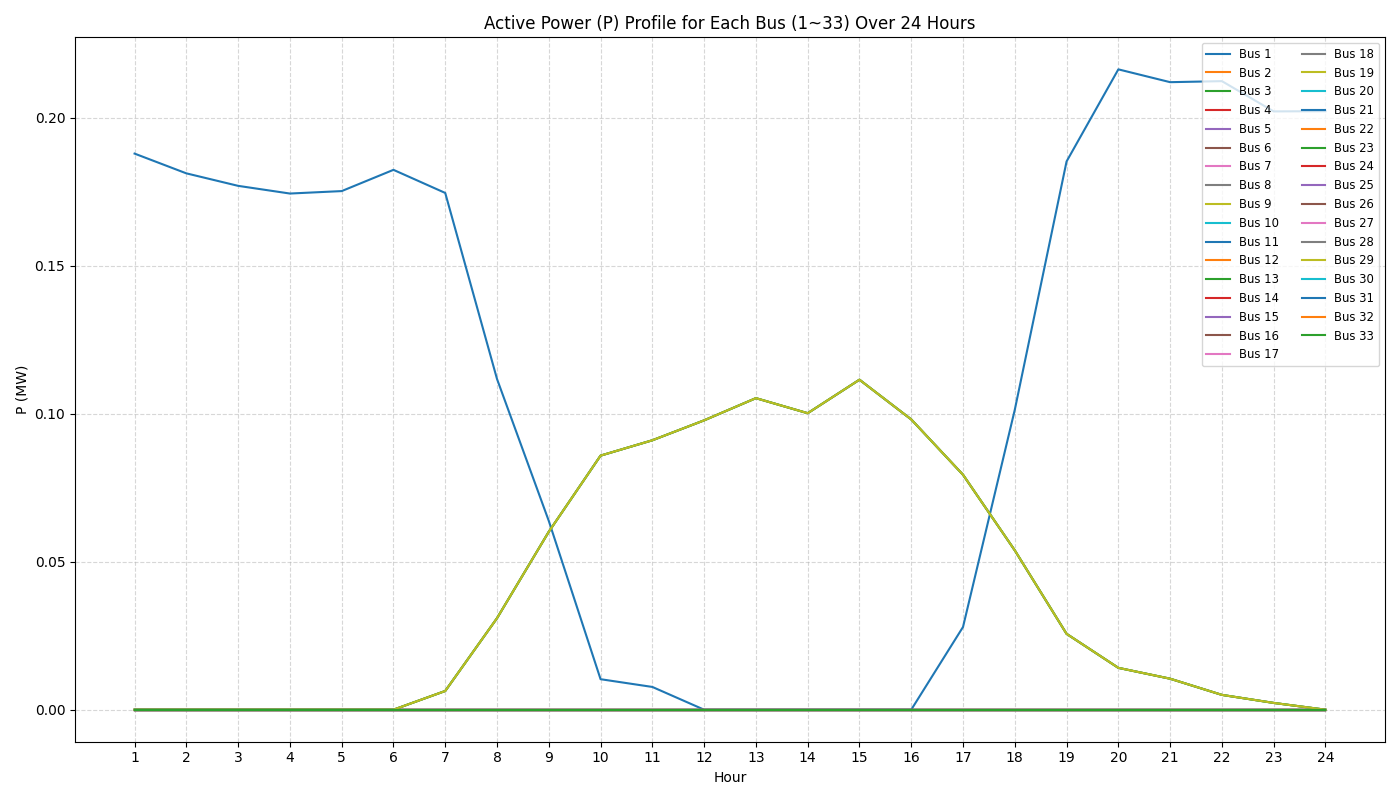 Active Power (P) Profile for Each Bus (1~33) Over 24 Hours
P (MW)
0.20
0.15
0.10
0.05
0.00
Bus 1
Bus 2
Bus 3
Bus 4
Bus 5
Bus 6
Bus 7
Bus 8
Bus 9
Bus 10
Bus 11
Bus 12
Bus 13
Bus 14
Bus 15
Bus 16
Bus 17
Bus 18
Bus 19
Bus 20
Bus 21
Bus 22
Bus 23
Bus 24
Bus 25
Bus 26
Bus 27
Bus 28
Bus 29
Bus 30
Bus 31
Bus 32
Bus 33
1 2 3 4 5 6 7 8 9 10 11 12 13 14 15 16 17 18 19 20 21 22 23 24
Hour